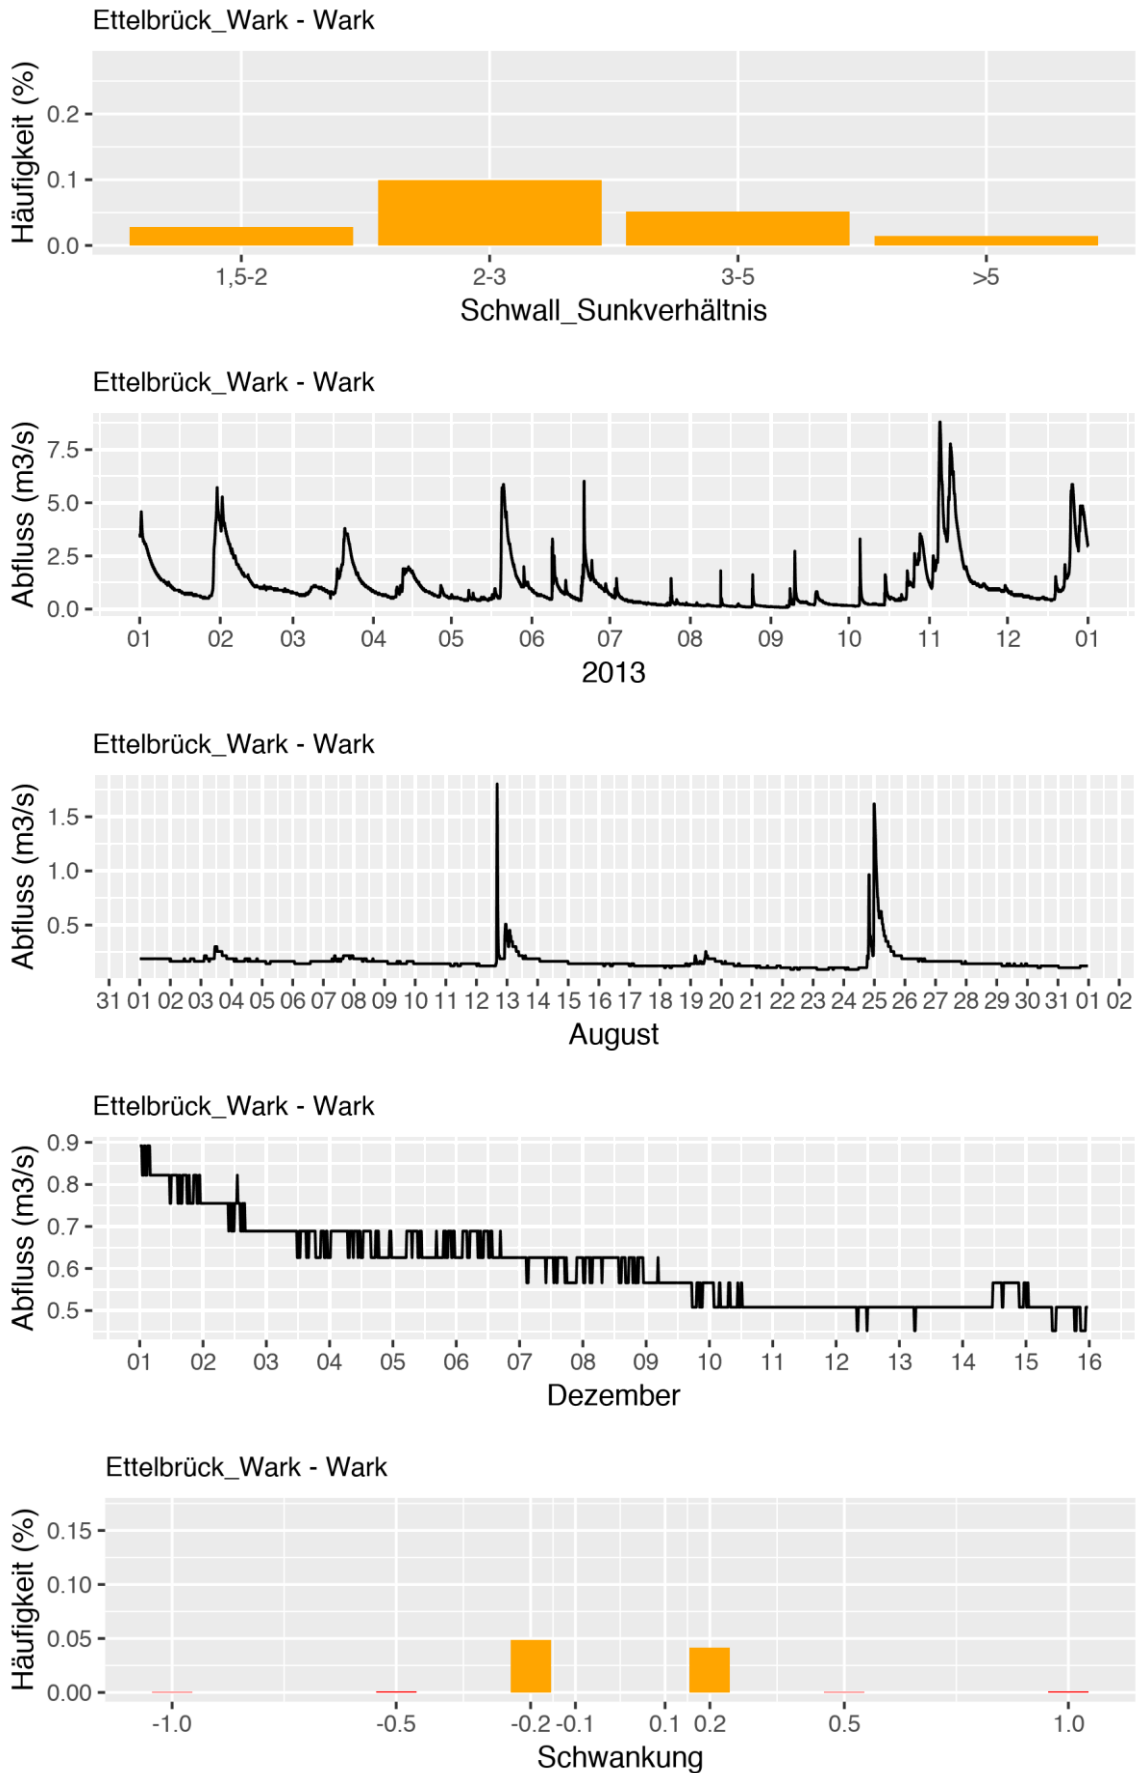 Ettelbrück_Wark - Wark
Häufigkeit (%)
0.2
0.1
0.0
1,5-2 2-3 3-5 >5
Schwall_Sunkverhältnis
Ettelbrück_Wark - Wark
Abfluss (m3/s)
7.5
5.0
2.5
0.0
01 02 03 04 05 06 07 08 09 10 11 12 01
2013
Ettelbrück_Wark - Wark
Abfluss (m3/s)
1.5
1.0
0.5
31 01 02 03 04 05 06 07 08 09 10 11 12 13 14 15 16 17 18 19 20 21 22 23 24 25 26 27 28 29 30 31 01 02
August
Ettelbrück_Wark - Wark
Abfluss (m3/s)
0.9
0.8
0.7
0.6
0.5
01 02 03 04 05 06 07 08 09 10 11 12 13 14 15 16
Dezember
Ettelbrück_Wark - Wark
Häufigkeit (%)
0.15
0.10
0.05
0.00
-1.0 -0.5 -0.2 -0.1 0.1 0.2 0.5 1.0
Schwankung